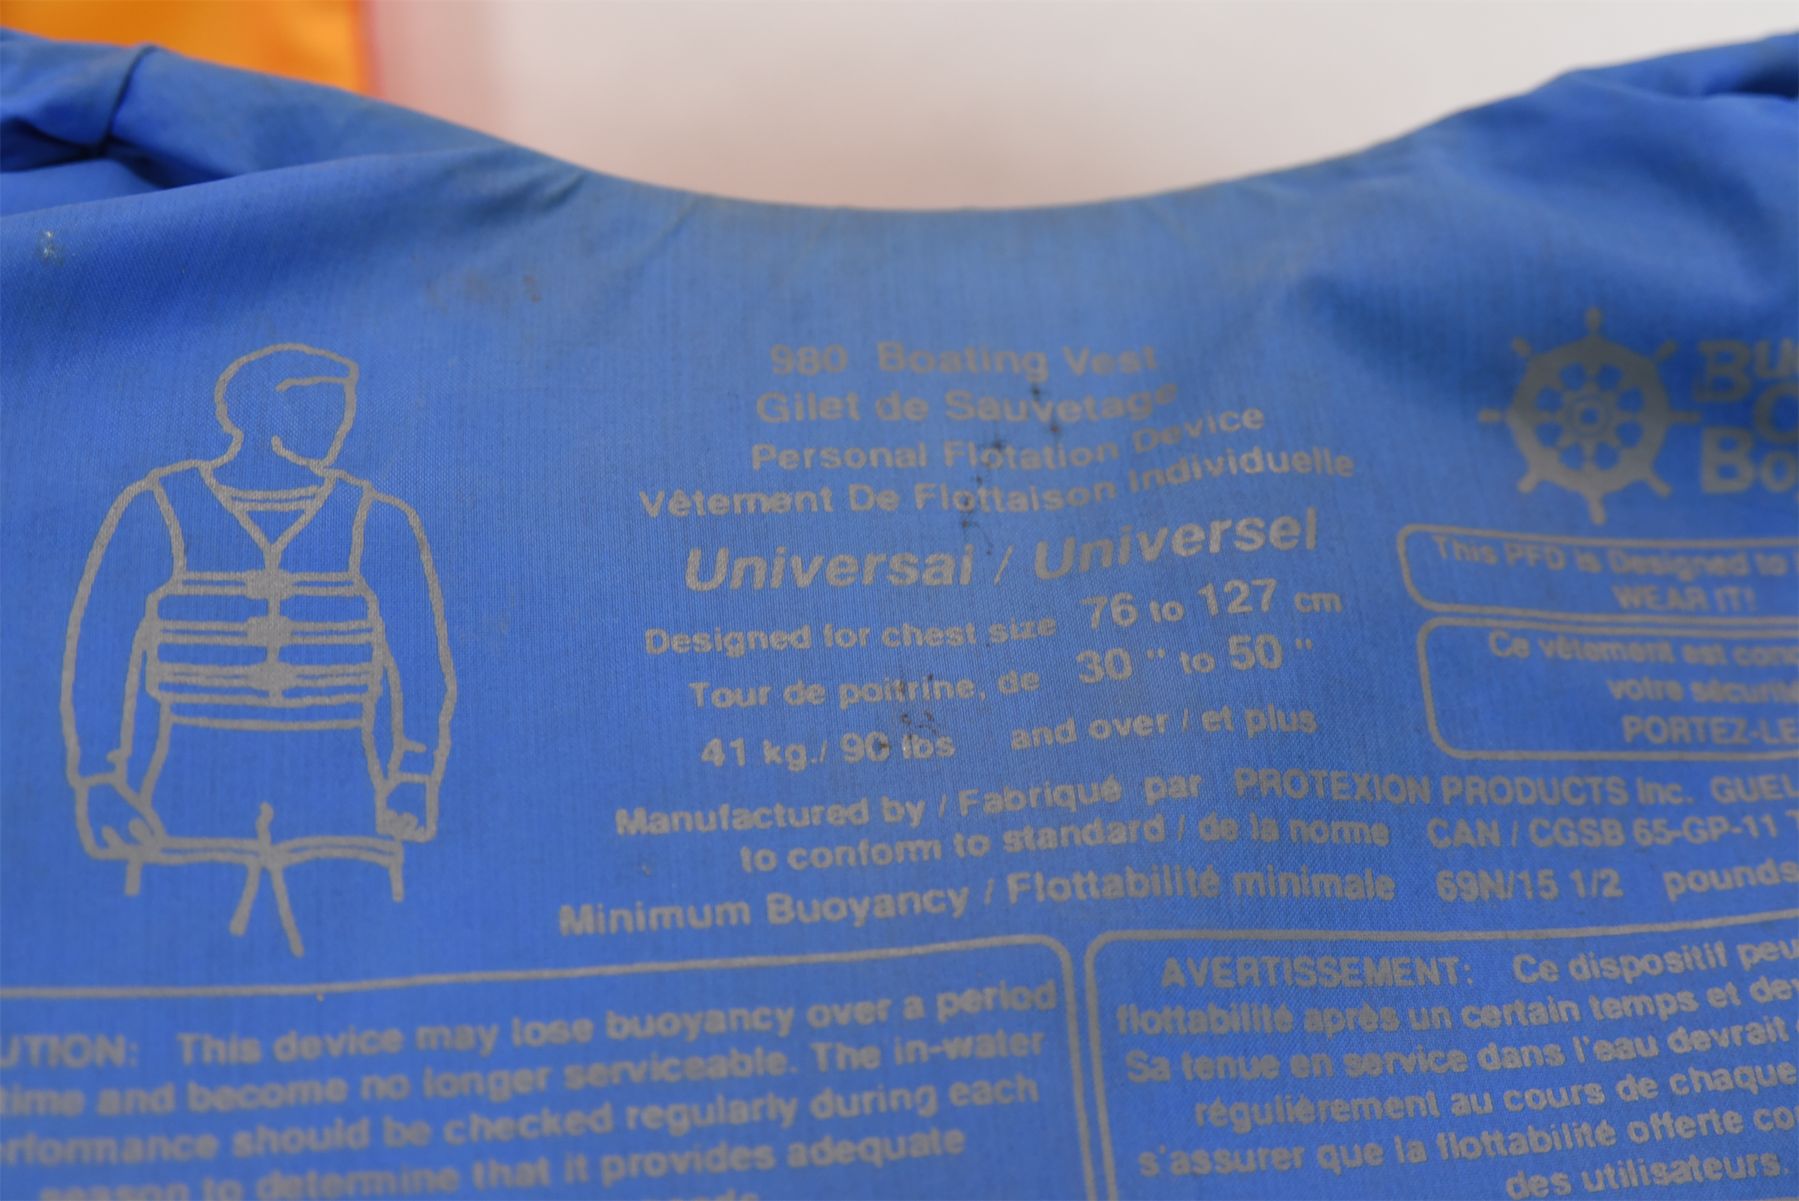 980 Boating Vest
Gilet de Sauvetage
Personal Flotation Device
Vêtement De Flottaison Individuelle
Universal / Universel
Designed for chest size 76 to 127 cm
Tour de poitrine, de 30 " to 50 "
41 kg./ 90 lbs and over / et plus
Manufactured by / Fabriqué par PROTEXION PRODUCTS Inc. GUEL
to conform to standard / de la norme CAN / CGSB 65-GP-11
Minimum Buoyancy / Flottabilité minimale 69N/15 1/2 pounds
Bu
Bo
This PFD is Designed to
WEAR IT!
Ce vêtement est conç
votre sécurité
PORTEZ-LE
UTION: This device may lose buoyancy over a period
time and become no longer serviceable. The in-water
rformance should be checked regularly during each
season to determine that it provides adequate
AVERTISSEMENT: Ce dispositif peu
flottabilité après un certain temps et dev
Sa tenue en service dans l'eau devrait
régulièrement au cours de chaque
s'assurer que la flottabilité offerte co
des utilisateurs.